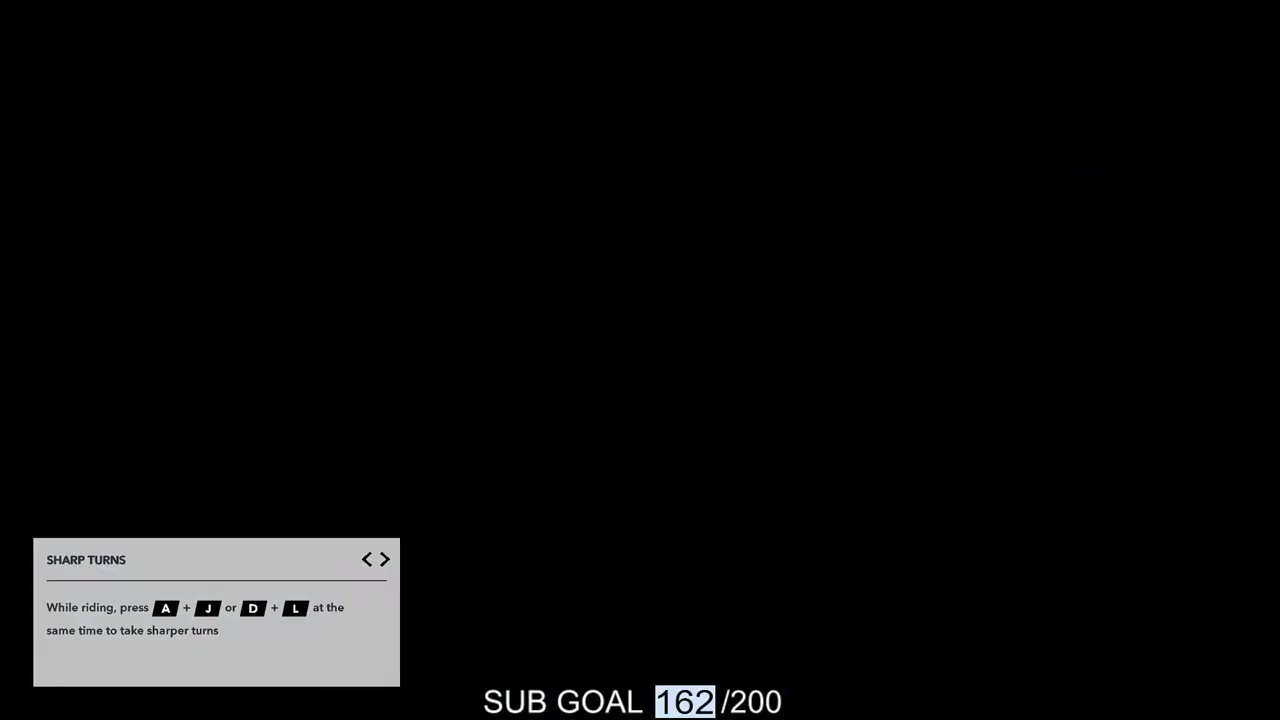 SHARP TURNS < >
While riding, press A + J or D + L at the
same time to take sharper turns
SUB GOAL 162 /200